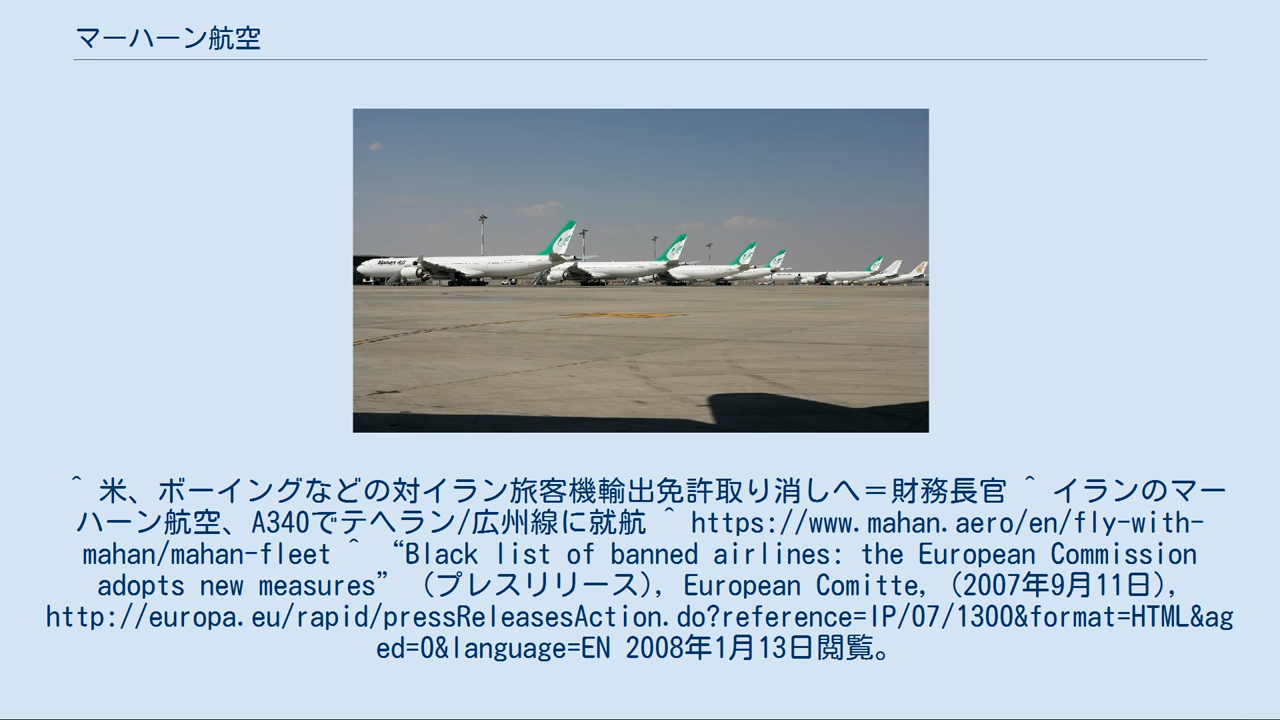 マーハーン航空
Mahan Air
^ 米、ボーイングなどの対イラン旅客機輸出免許取り消しへ＝財務長官 ^ イランのマー
ハーン航空、A340でテヘラン/広州線に就航 ^ https://www.mahan.aero/en/fly-with-
mahan/mahan-fleet ^ “Black list of banned airlines: the European Commission
adopts new measures” （プレスリリース）, European Comitte, （2007年9月11日）,
http://europa.eu/rapid/pressReleasesAction.do?reference=IP/07/1300&format=HTML&ag
ed=0&language=EN 2008年1月13日閲覧。